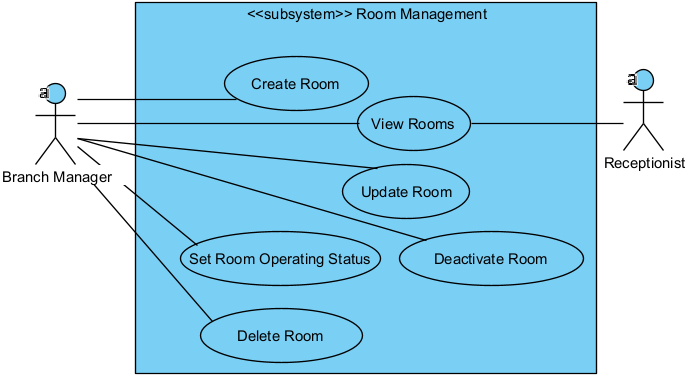 <<subsystem>> Room Management
Create Room
View Rooms
Branch Manager
Receptionist
Update Room
Set Room Operating Status
Deactivate Room
Delete Room